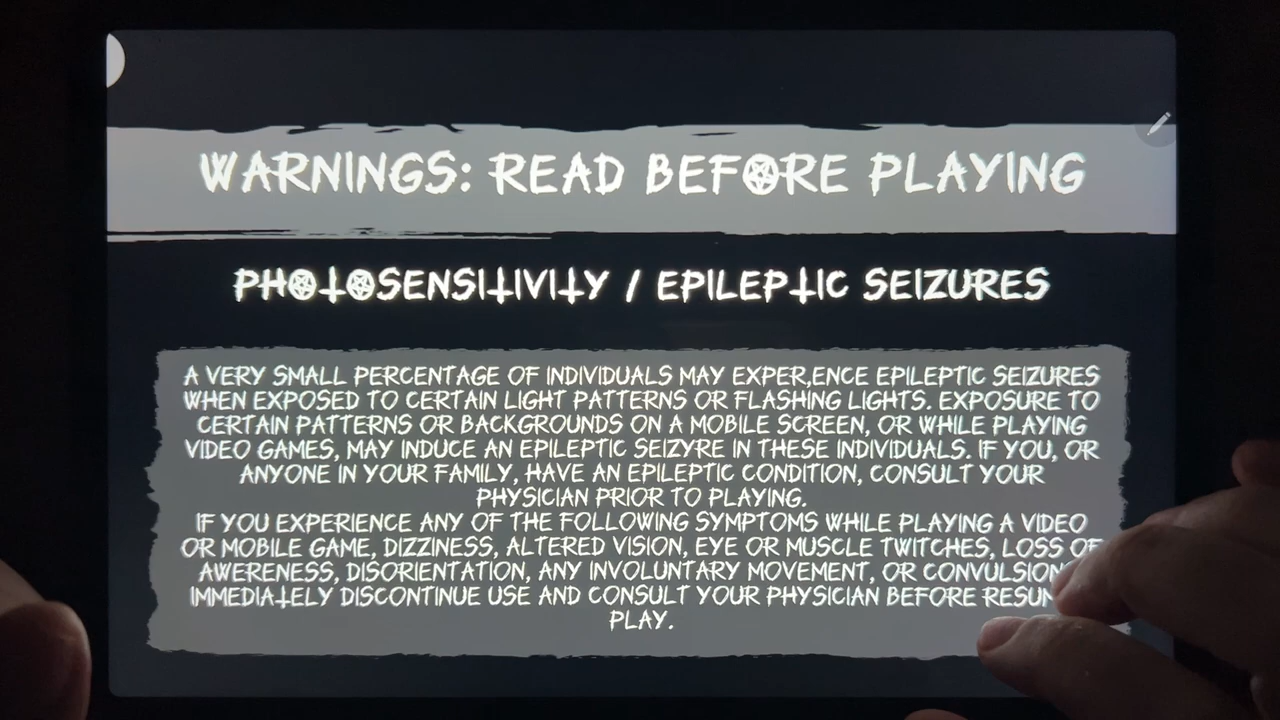 WARNINGS: READ BEFORE PLAYING
PHOTOSENSITIVITY / EPILEPTIC SEIZURES
A VERY SMALL PERCENTAGE OF INDIVIDUALS MAY EXPER,ENCE EPILEPTIC SEIZURES
WHEN EXPOSED TO CERTAIN LIGHT PATTERNS OR FLASHING LIGHTS. EXPOSURE TO
CERTAIN PATTERNS OR BACKGROUNDS ON A MOBILE SCREEN, OR WHILE PLAYING
VIDEO GAMES, MAY INDUCE AN EPILEPTIC SEIZYRE IN THESE INDIVIDUALS. IF YOU, OR
ANYONE IN YOUR FAMILY, HAVE AN EPILEPTIC CONDITION, CONSULT YOUR
PHYSICIAN PRIOR TO PLAYING.
IF YOU EXPERIENCE ANY OF THE FOLLOWING SYMPTOMS WHILE PLAYING A VIDEO
OR MOBILE GAME, DIZZINESS, ALTERED VISION, EYE OR MUSCLE TWITCHES, LOSS OF
AWERENESS, DISORIENTATION, ANY INVOLUNTARY MOVEMENT, OR
IMMEDIATELY DISCONTINUE USE AND CONSULT YOUR PHYSICIAN BEFORE
PLAY.